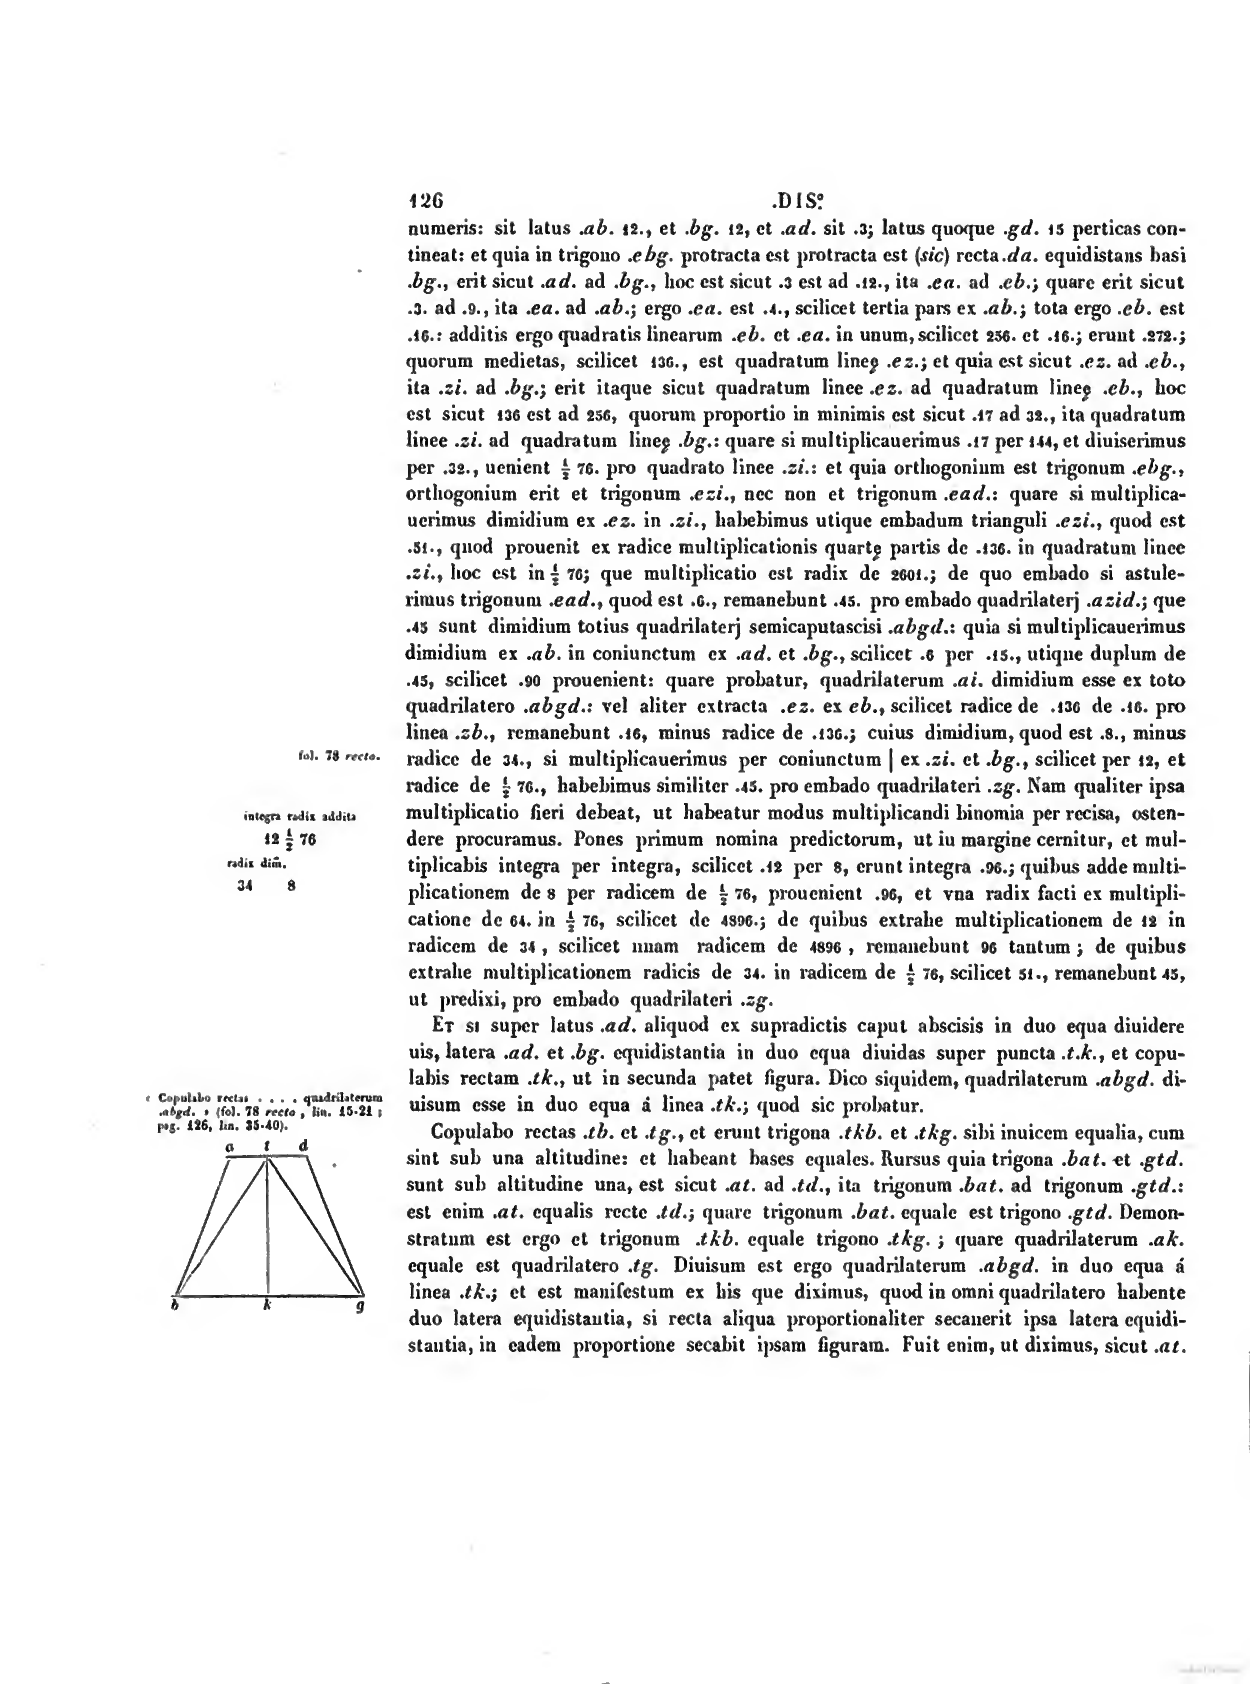 126 .DIS.º
numeris: sit latus .ab. 12., et .bg. 12, et .ad. sit .3; latus quoque .gd. 15 perticas con-
tineat: et quia in trigono .ebg. protracta est protracta est (sic) recta .da. equidistans basi
.bg., erit sicut .ad. ad .bg., hoc est sicut .3 est ad .12., ita .ea. ad .eb.; quare erit sicut
.3. ad .9., ita .ea. ad .ab.; ergo .ea. est .4., scilicet tertia pars ex .ab.; tota ergo .eb. est
.16.: additis ergo quadratis linearum .eb. et .ea. in unum, scilicet 256. et .16.; erunt .272.;
quorum medietas, scilicet 136., est quadratum lineę .ez.; et quia est sicut .ez. ad .eb.,
ita .zi. ad .bg.; erit itaque sicut quadratum linee .ez. ad quadratum lineę .eb., hoc
est sicut 136 est ad 256, quorum proportio in minimis est sicut .17 ad 32., ita quadratum
linee .zi. ad quadratum lineę .bg.: quare si multiplicauerimus .17 per 144, et diuiserimus
per .32., uenient ½ 76. pro quadrato linee .zi.: et quia orthogonium est trigonum .ebg.,
orthogonium erit et trigonum .ezi., nec non et trigonum .ead.: quare si multiplica-
uerimus dimidium ex .ez. in .zi., habebimus utique embadum trianguli .ezi., quod est
.51., quod prouenit ex radice multiplicationis quartę partis de .136. in quadratum linee
.zi., hoc est in ½ 76; que multiplicatio est radix de 2601.; de quo embado si astule-
rimus trigonum .ead., quod est .6., remanebunt .45. pro embado quadrilaterj .azid.; que
.45 sunt dimidium totius quadrilaterj semicaputascisi .abgd.: quia si multiplicauerimus
dimidium ex .ab. in coniunctum ex .ad. et .bg., scilicet .6 per .15., utique duplum de
.45, scilicet .90 prouenient: quare probatur, quadrilaterum .ai. dimidium esse ex toto
quadrilatero .abgd.: vel aliter extracta .ez. ex eb., scilicet radice de .136 de .16. pro
linea .zb., remanebunt .16, minus radice de .136.; cuius dimidium, quod est .8., minus
fol. 78 recto.
radice de 34., si multiplicauerimus per coniunctum | ex .zi. et .bg., scilicet per 12, et
radice de ½ 76., habebimus similiter .45. pro embado quadrilateri .zg. Nam qualiter ipsa
multiplicatio fieri debeat, ut habeatur modus multiplicandi binomia per recisa, osten-
dere procuramus. Pones primum nomina predictorum, ut in margine cernitur, et mul-
tiplicabis integra per integra, scilicet .12 per 8, erunt integra .96.; quibus adde multi-
plicationem de 8 per radicem de ½ 76, prouenient .96, et vna radix facti ex multipli-
catione de 64. in ½ 76, scilicet de 4896.; de quibus extrahe multiplicationem de 12 in
radicem de 34, scilicet unam radicem de 4896, remanebunt 96 tantum; de quibus
extrahe multiplicationem radicis de 34. in radicem de ½ 76, scilicet 51., remanebunt 45,
ut predixi, pro embado quadrilateri .zg.
integra radix addita
12 ½ 76
radix dim̄.
34 8
Et si super latus .ad. aliquod ex supradictis caput abscisis in duo equa diuidere
uis, latera .ad. et .bg. equidistantia in duo equa diuidas super puncta .t.k., et copu-
labis rectam .tk., ut in secunda patet figura. Dico siquidem, quadrilaterum .abgd. di-
uisum esse in duo equa á linea .tk.; quod sic probatur.
Copulabo rectas .tb. et .tg., et erunt trigona .tkb. et .tkg. sibi inuicem equalia, cum
sint sub una altitudine: et habeant bases equales. Rursus quia trigona .bat. et .gtd.
sunt sub altitudine una, est sicut .at. ad .td., ita trigonum .bat. ad trigonum .gtd.:
est enim .at. equalis recte .td.; quare trigonum .bat. equale est trigono .gtd. Demon-
stratum est ergo et trigonum .tkb. equale trigono .tkg. ; quare quadrilaterum .ak.
equale est quadrilatero .tg. Diuisum est ergo quadrilaterum .abgd. in duo equa á
linea .tk.; et est manifestum ex his que diximus, quod in omni quadrilatero habente
duo latera equidistantia, si recta aliqua proportionaliter secauerit ipsa latera equidi-
stantia, in eadem proportione secabit ipsam figuram. Fuit enim, ut diximus, sicut .at.
« Copulabo rectas . . . . quadrilaterum
.abgd. » (fol. 78 recto, lin. 15-21 ;
pag. 126, lin. 35-40).
a t d
b k g